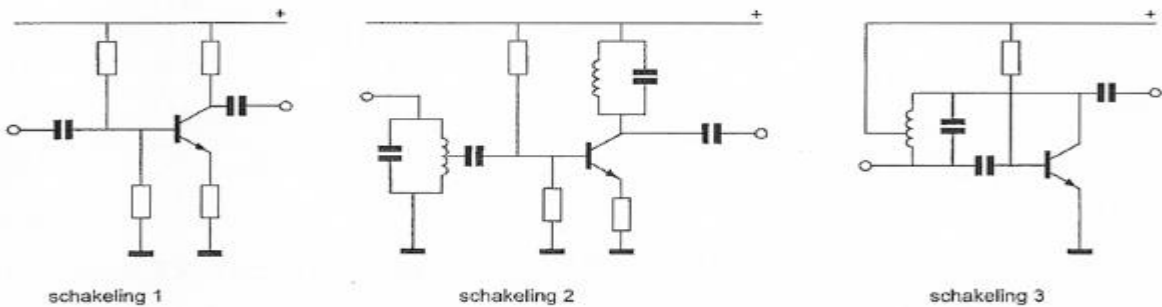 + + +
schakeling 1 schakeling 2 schakeling 3